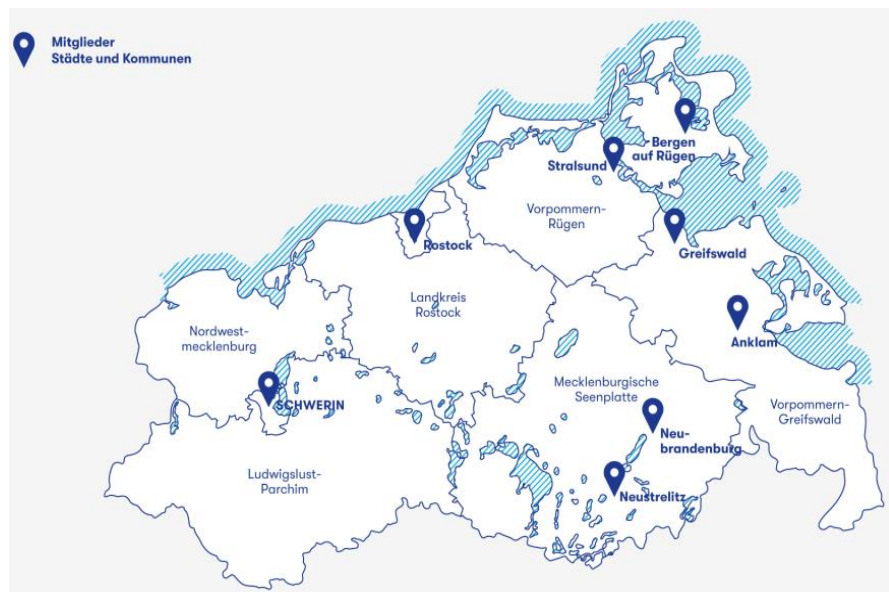 Mitglieder
Städte und Kommunen
Bergen
auf Rügen
Stralsund
Vorpommern-
Rügen
Rostock
Greifswald
Landkreis
Rostock
Nordwest-
mecklenburg
Anklam
Mecklenburgische
Seenplatte
SCHWERIN
Vorpommern-
Greifswald
Neu-
brandenburg
Ludwigslust-
Parchim
Neustrelitz